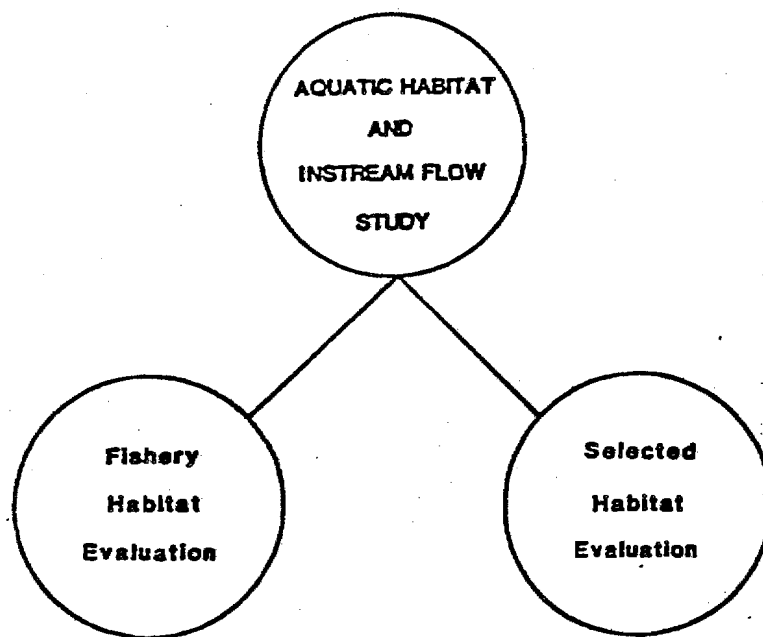 AQUATIC HABITAT
AND
INSTREAM FLOW
STUDY
Fishery
Habitat
Evaluation
Selected
Habitat
Evaluation